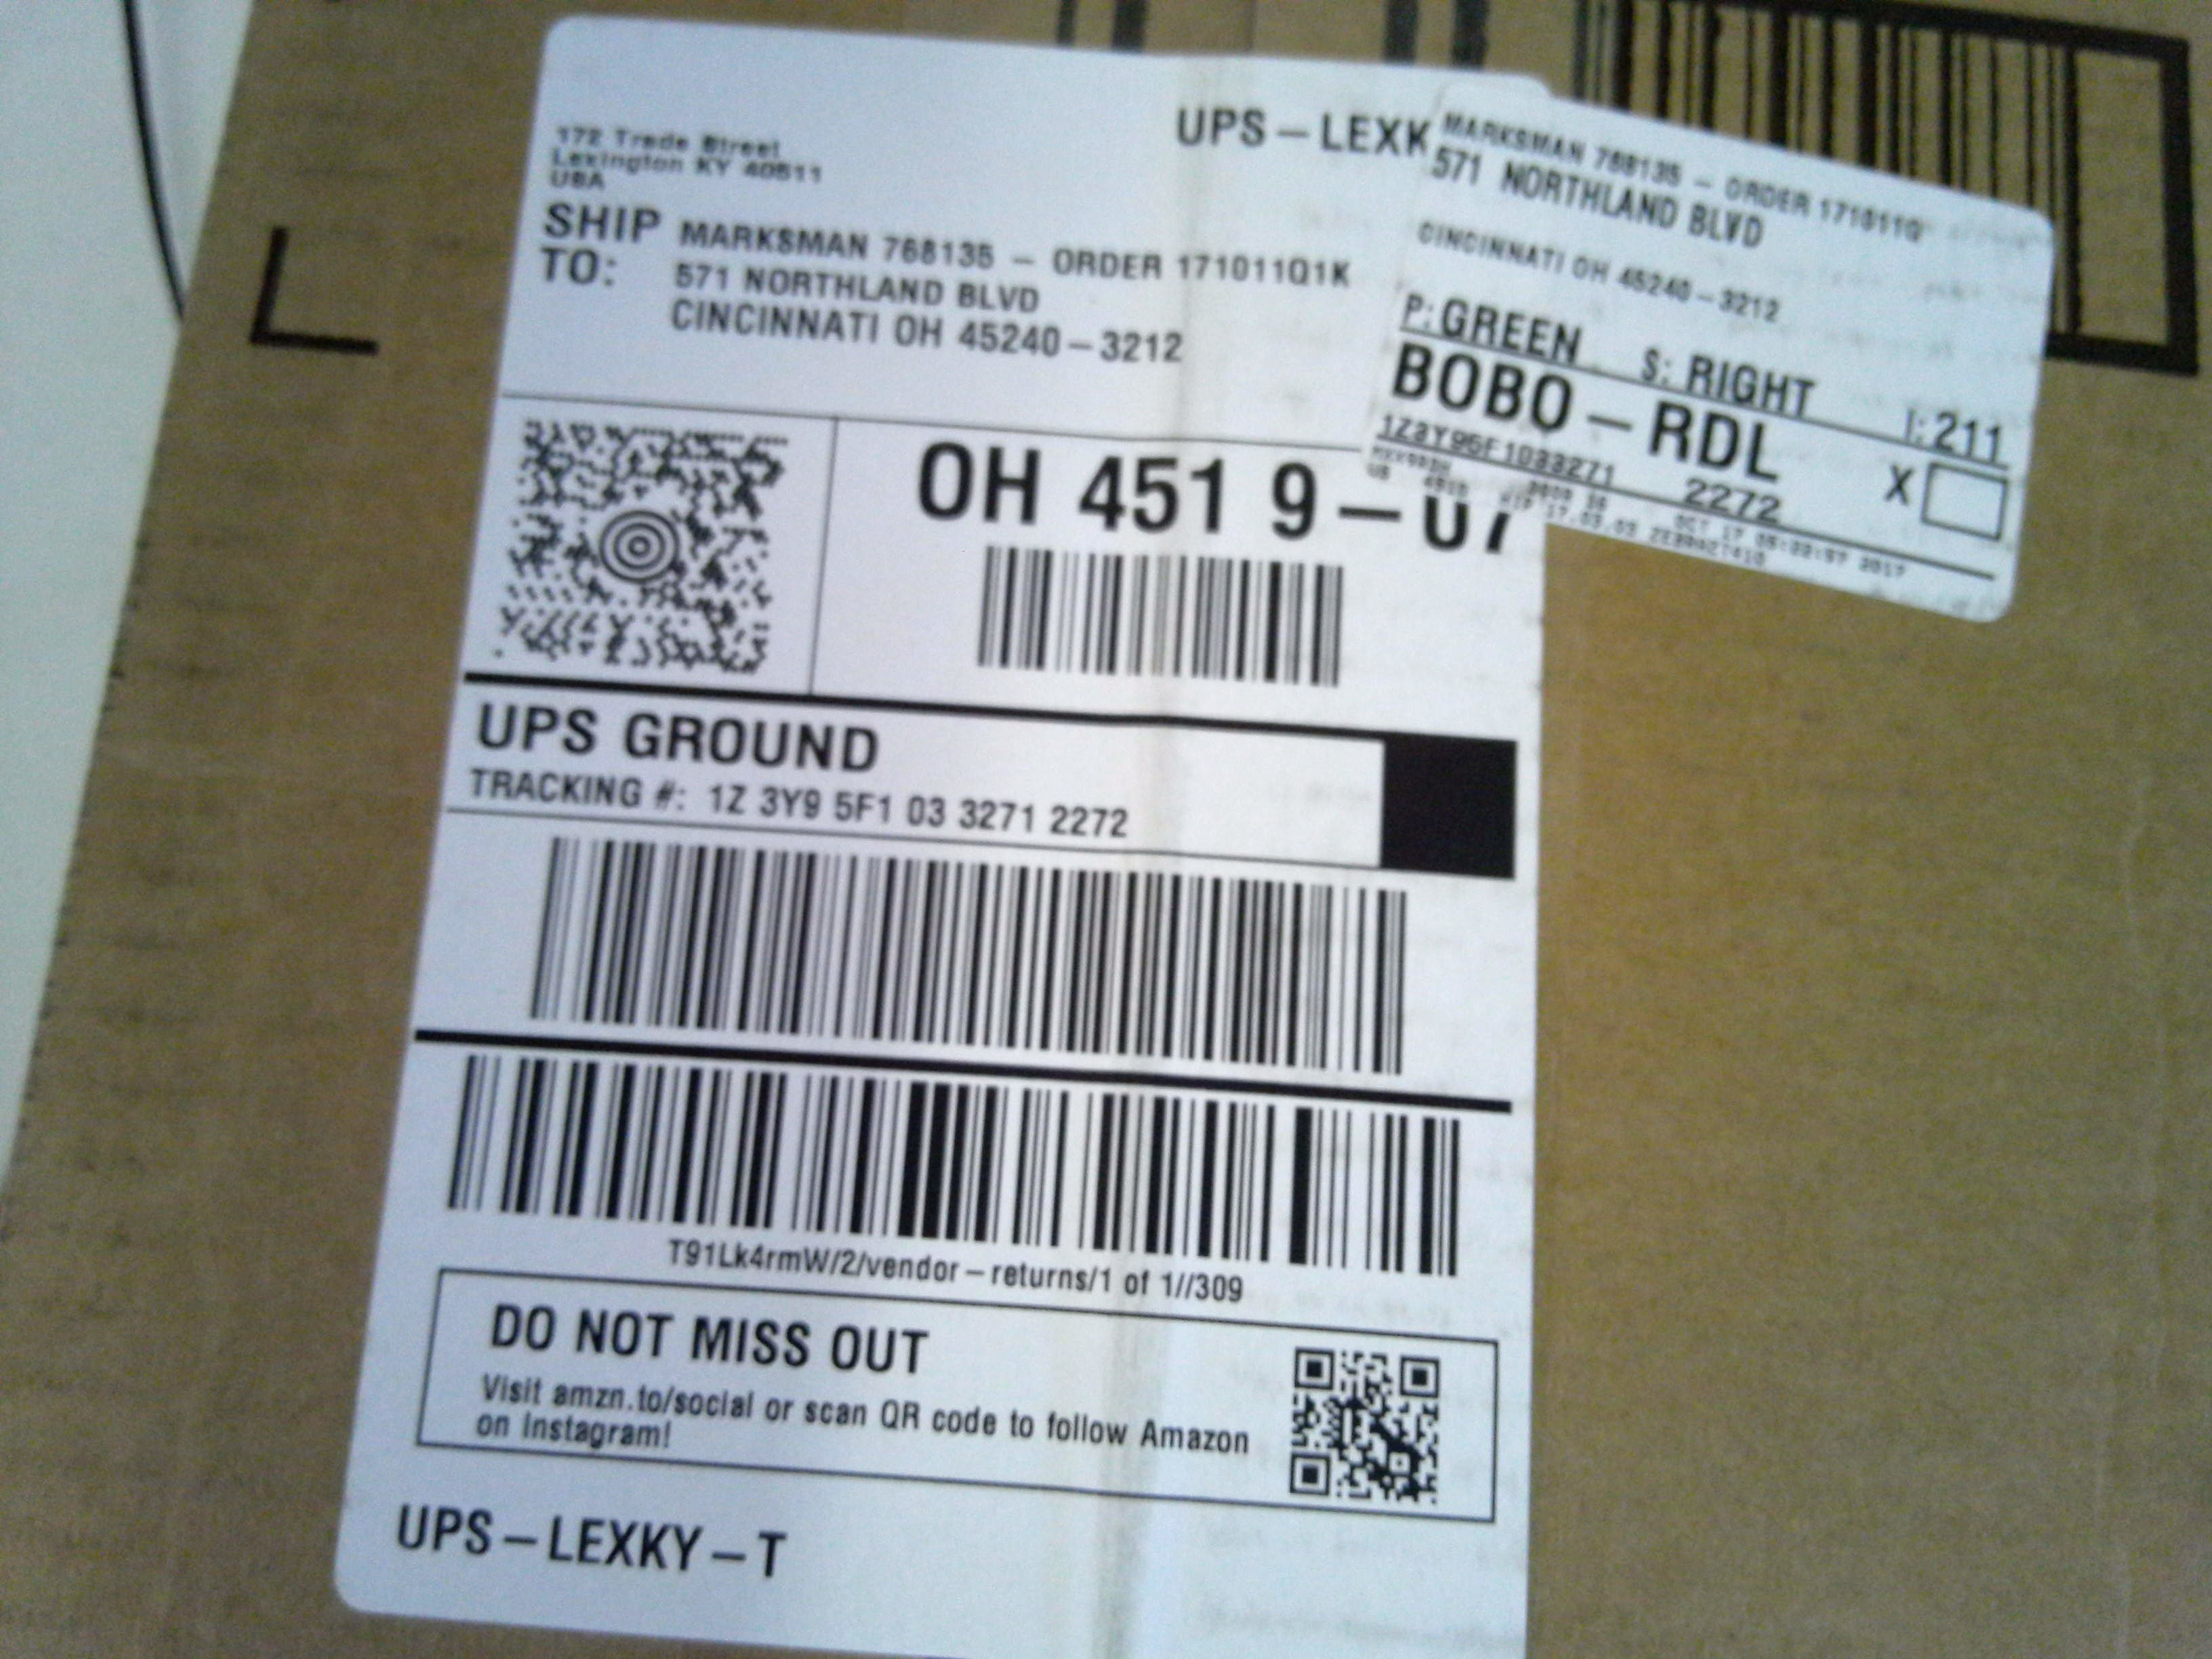 UPS - LEXK
172 Trade Street
Lexington KY 40511
USA
SHIP TO:
MARKSMAN 768135 - ORDER 171011Q1K
571 NORTHLAND BLVD
CINCINNATI OH 45240-3212
OH 451 9-07
UPS GROUND
TRACKING #: 1Z 3Y9 5F1 03 3271 2272
T91Lk4rmW/2/vendor-returns/1 of 1//309
DO NOT MISS OUT
Visit amzn.to/social or scan QR code to follow Amazon
on Instagram!
UPS-LEXKY-T
MARKSMAN 768135 - ORDER 171011Q
571 NORTHLAND BLVD
CINCINNATI OH 45240-3212
P: GREEN S: RIGHT I: 211
BOBO-RDL
1Z3Y95F1033271 2272 X
OCT 17 2017
L